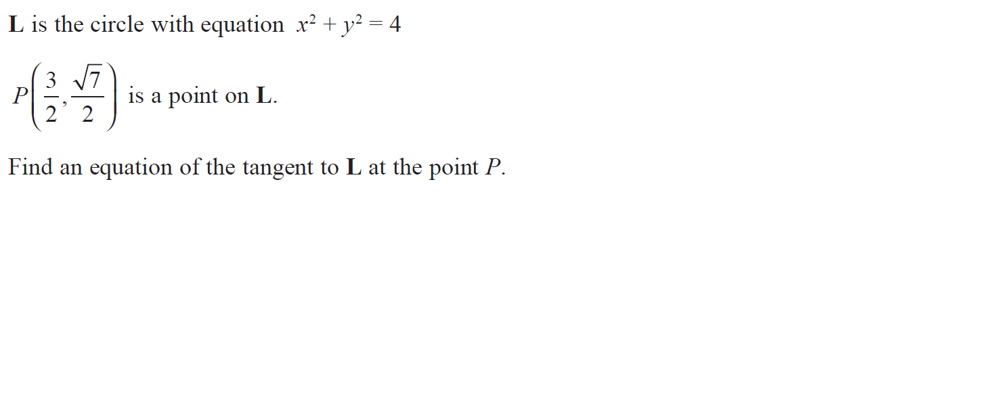 L is the circle with equation x² + y² = 4
P(3/2, √7/2) is a point on L.
Find an equation of the tangent to L at the point P.